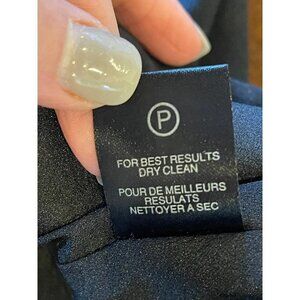 P
FOR BEST RESULTS
DRY CLEAN
POUR DE MEILLEURS
RESULATS
NETTOYER A SEC